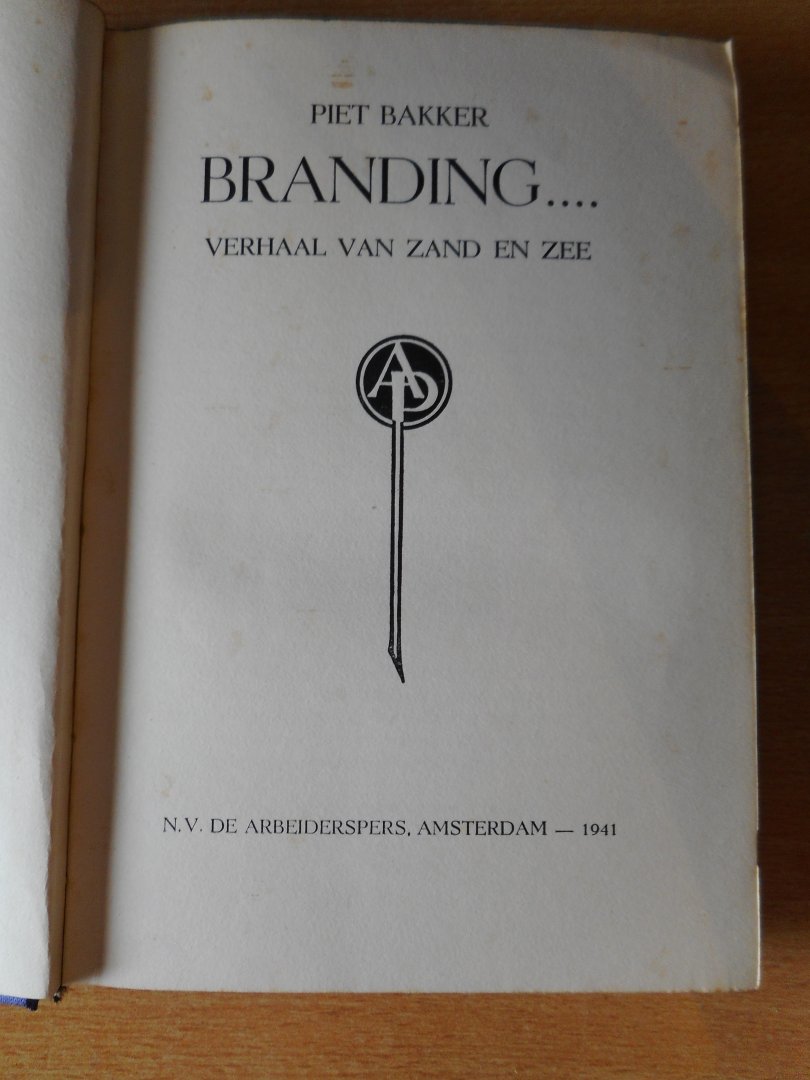 PIET BAKKER
BRANDING....
VERHAAL VAN ZAND EN ZEE
AP
N.V. DE ARBEIDERSPERS, AMSTERDAM — 1941